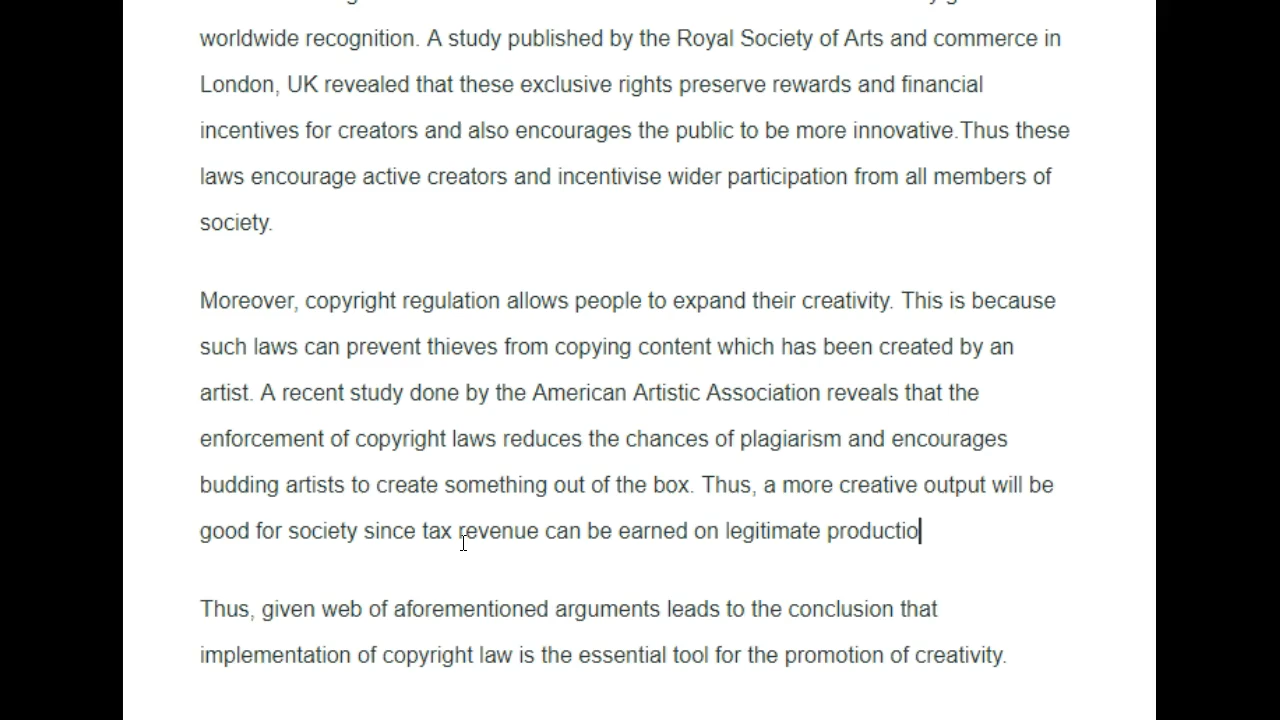 worldwide recognition. A study published by the Royal Society of Arts and commerce in
London, UK revealed that these exclusive rights preserve rewards and financial
incentives for creators and also encourages the public to be more innovative.Thus these
laws encourage active creators and incentivise wider participation from all members of
society.
Moreover, copyright regulation allows people to expand their creativity. This is because
such laws can prevent thieves from copying content which has been created by an
artist. A recent study done by the American Artistic Association reveals that the
enforcement of copyright laws reduces the chances of plagiarism and encourages
budding artists to create something out of the box. Thus, a more creative output will be
good for society since tax revenue can be earned on legitimate productio
Thus, given web of aforementioned arguments leads to the conclusion that
implementation of copyright law is the essential tool for the promotion of creativity.